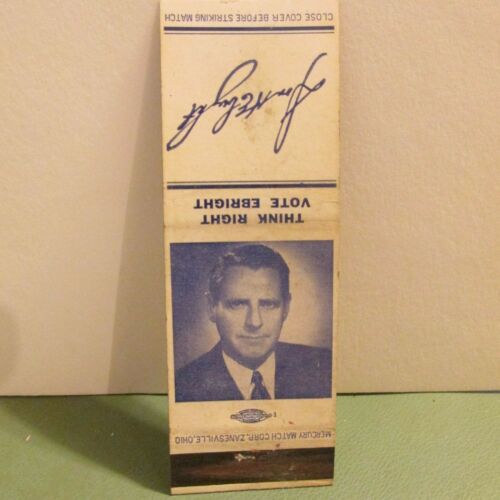 CLOSE COVER BEFORE STRIKING MATCH
THINK RIGHT
VOTE EBRIGHT
MERCURY MATCH CORP., ZANESVILLE, OHIO